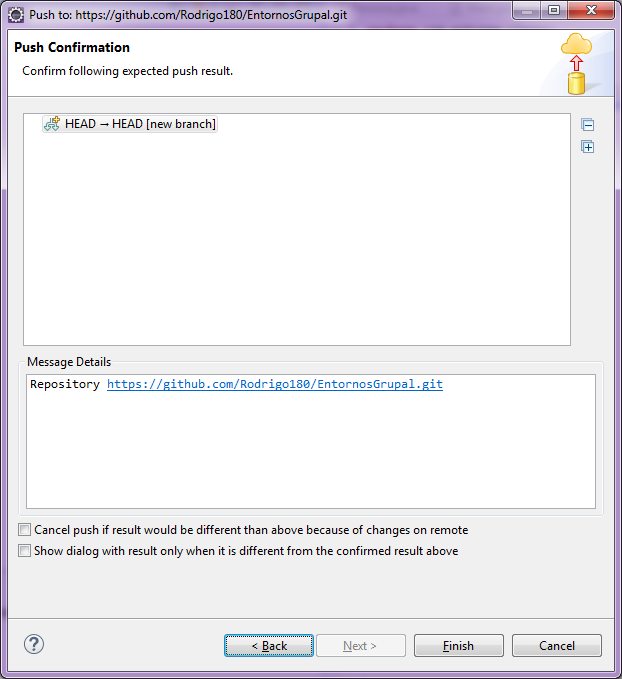 Push to: https://github.com/Rodrigo180/EntornosGrupal.git
Push Confirmation
Confirm following expected push result.
HEAD → HEAD [new branch]
Message Details
Repository https://github.com/Rodrigo180/EntornosGrupal.git
Cancel push if result would be different than above because of changes on remote
Show dialog with result only when it is different from the confirmed result above
< Back Next > Finish Cancel